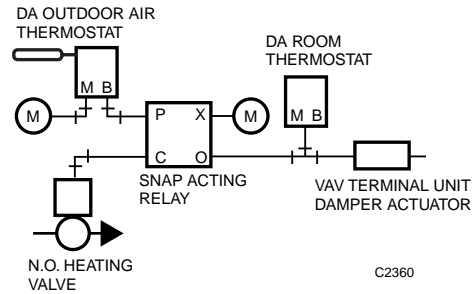 DA OUTDOOR AIR
THERMOSTAT
M B
M
P X
C O
M
SNAP ACTING
RELAY
DA ROOM
THERMOSTAT
M B
VAV TERMINAL UNIT
DAMPER ACTUATOR
N.O. HEATING
VALVE
C2360